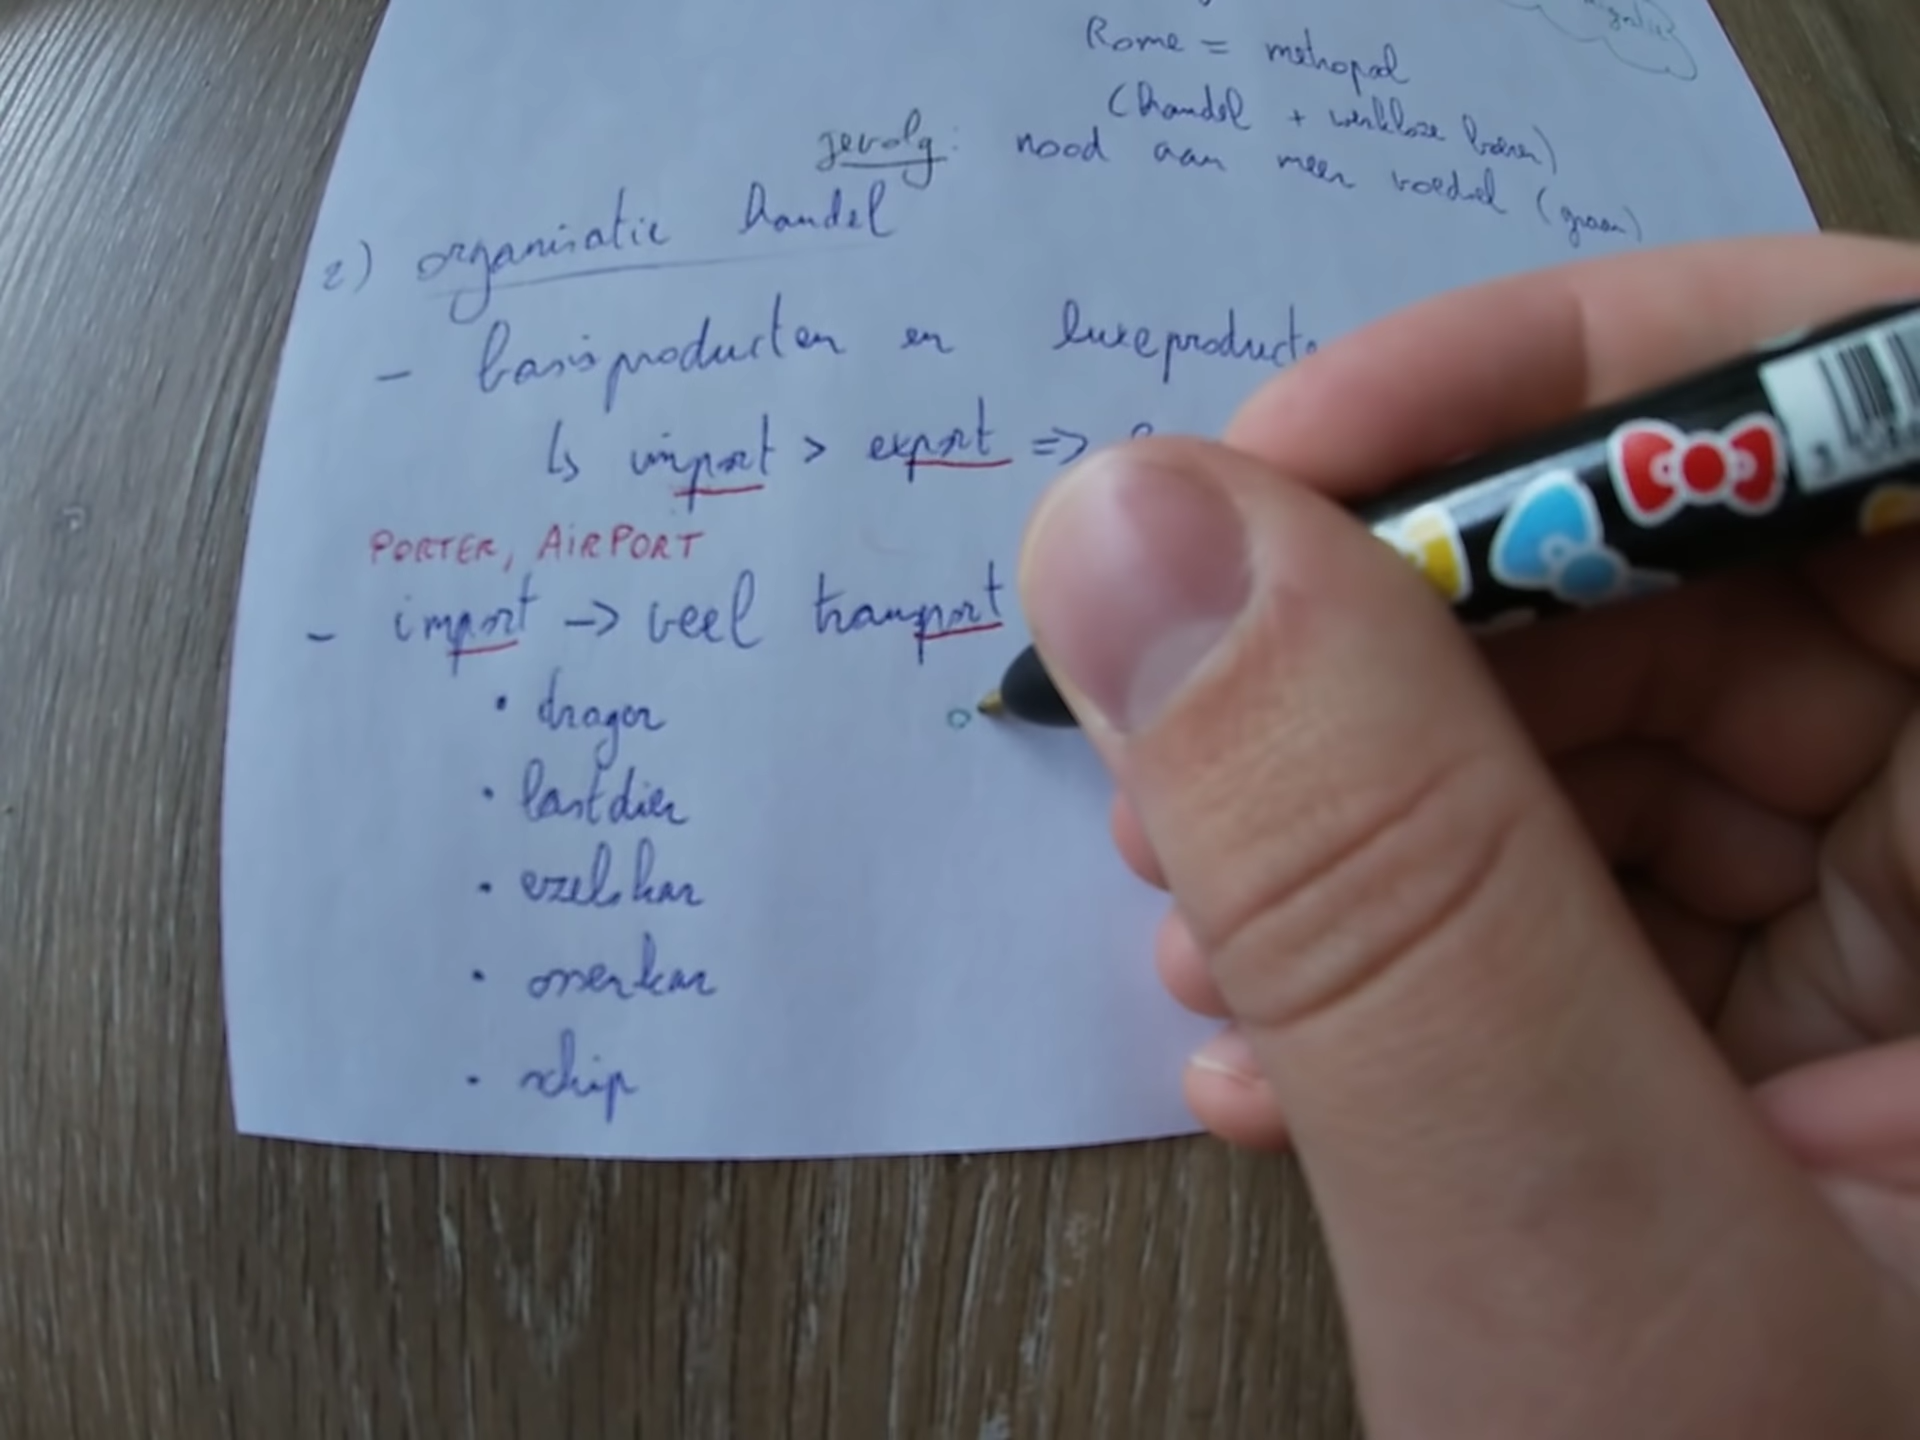 Rome = metropool
(handel + werkloze boeren)
gevolg: nood aan meer voedsel (graan)
2) organisatie handel
- basisproducten en luxeproducte
↳ import > export =>
PORTER, AIRPORT
- import -> veel transport
• drager
• lastdier
• ezelskar
• ossenkar
• schip